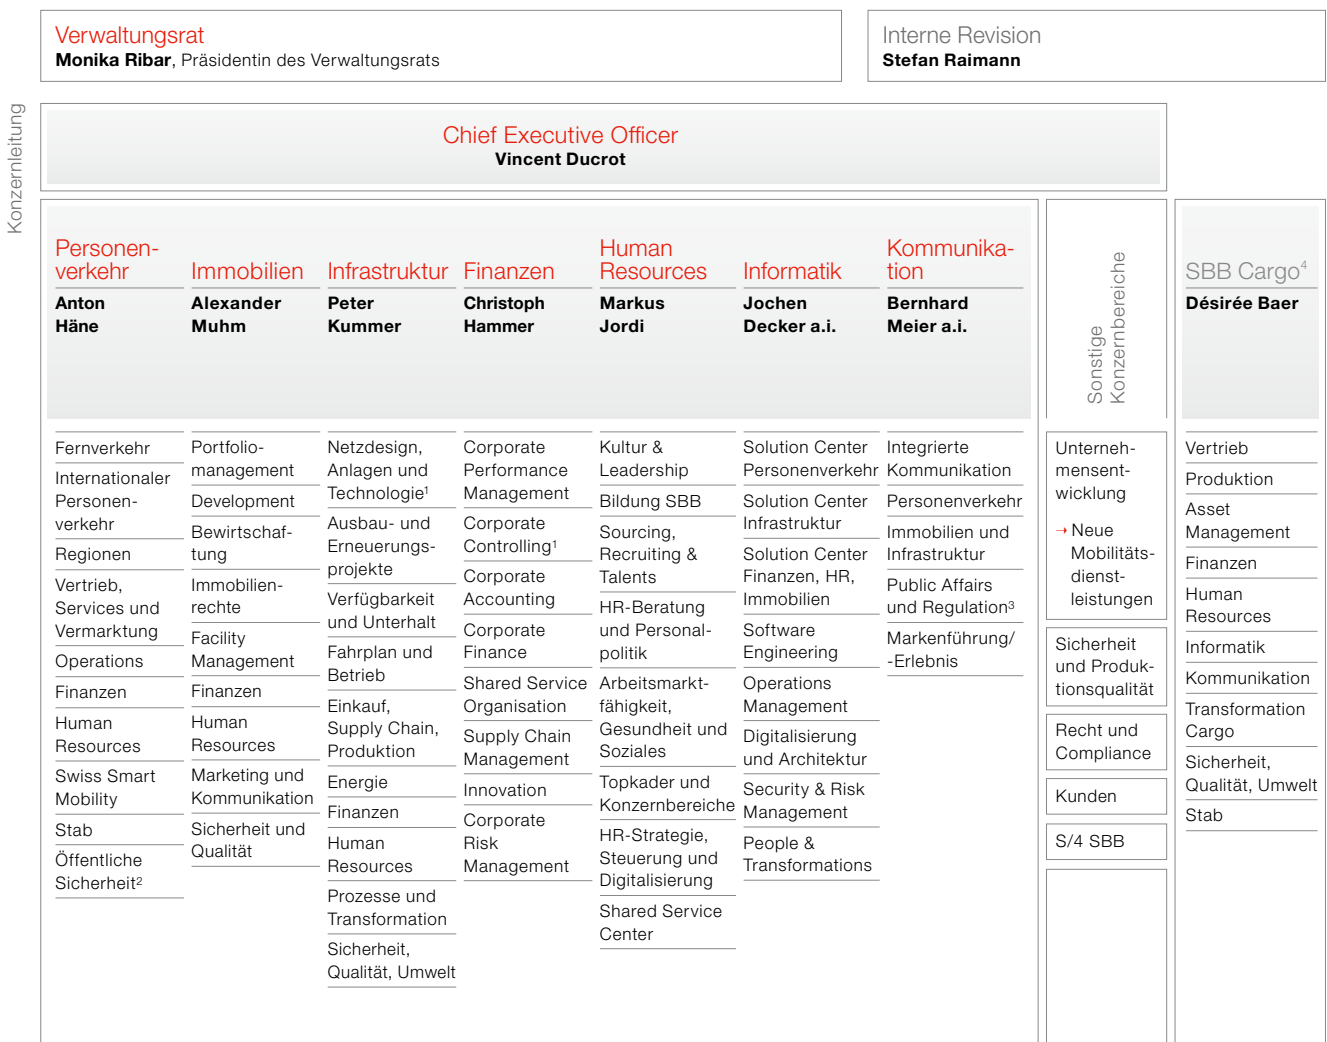 Verwaltungsrat
Monika Ribar, Präsidentin des Verwaltungsrats
Interne Revision
Stefan Raimann
Konzernleitung
Chief Executive Officer
Vincent Ducrot
Personen-
verkehr
Anton
Häne
Fernverkehr
Internationaler
Personen-
verkehr
Regionen
Vertrieb,
Services und
Vermarktung
Operations
Finanzen
Human
Resources
Swiss Smart
Mobility
Stab
Öffentliche
Sicherheit²
Immobilien
Alexander
Muhm
Portfolio-
management
Development
Bewirtschaf-
tung
Immobilien-
rechte
Facility
Management
Finanzen
Human
Resources
Marketing und
Kommunikation
Sicherheit und
Qualität
Infrastruktur
Peter
Kummer
Netzdesign,
Anlagen und
Technologie¹
Ausbau- und
Erneuerungs-
projekte
Verfügbarkeit
und Unterhalt
Fahrplan und
Betrieb
Einkauf,
Supply Chain,
Produktion
Energie
Finanzen
Human
Resources
Prozesse und
Transformation
Sicherheit,
Qualität, Umwelt
Finanzen
Christoph
Hammer
Corporate
Performance
Management
Corporate
Controlling¹
Corporate
Accounting
Corporate
Finance
Shared Service
Organisation
Supply Chain
Management
Innovation
Corporate
Risk
Management
Human
Resources
Markus
Jordi
Kultur &
Leadership
Bildung SBB
Sourcing,
Recruiting &
Talents
HR-Beratung
und Personal-
politik
Arbeitsmarkt-
fähigkeit,
Gesundheit und
Soziales
Topkader und
Konzernbereiche
HR-Strategie,
Steuerung und
Digitalisierung
Shared Service
Center
Informatik
Jochen
Decker a.i.
Solution Center
Personenverkehr
Solution Center
Infrastruktur
Solution Center
Finanzen, HR,
Immobilien
Software
Engineering
Operations
Management
Digitalisierung
und Architektur
Security & Risk
Management
People &
Transformations
Kommunika-
tion
Bernhard
Meier a.i.
Integrierte
Kommunikation
Personenverkehr
Immobilien und
Infrastruktur
Public Affairs
und Regulation³
Markenführung/
-Erlebnis
Sonstige
Konzernbereiche
Unterneh-
mensent-
wicklung
→ Neue
Mobilitäts-
dienst-
leistungen
Sicherheit
und Produk-
tionsqualität
Recht und
Compliance
Kunden
S/4 SBB
SBB Cargo⁴
Désirée Baer
Vertrieb
Produktion
Asset
Management
Finanzen
Human
Resources
Informatik
Kommunikation
Transformation
Cargo
Sicherheit,
Qualität, Umwelt
Stab